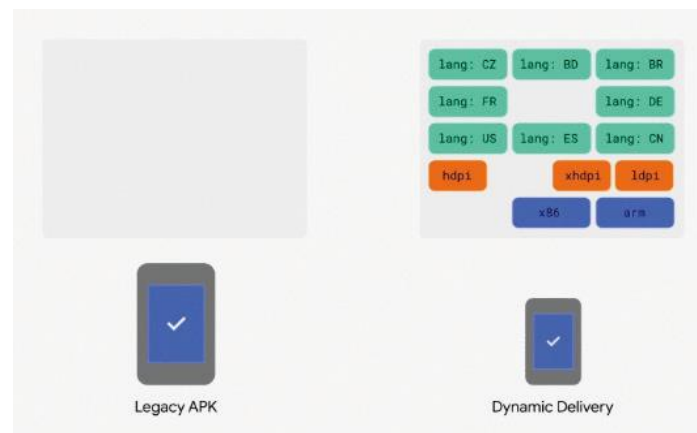 lang: CZ lang: BD lang: BR
lang: FR lang: DE
lang: US lang: ES lang: CN
hdpi xhdpi ldpi
x86 arm
Legacy APK Dynamic Delivery